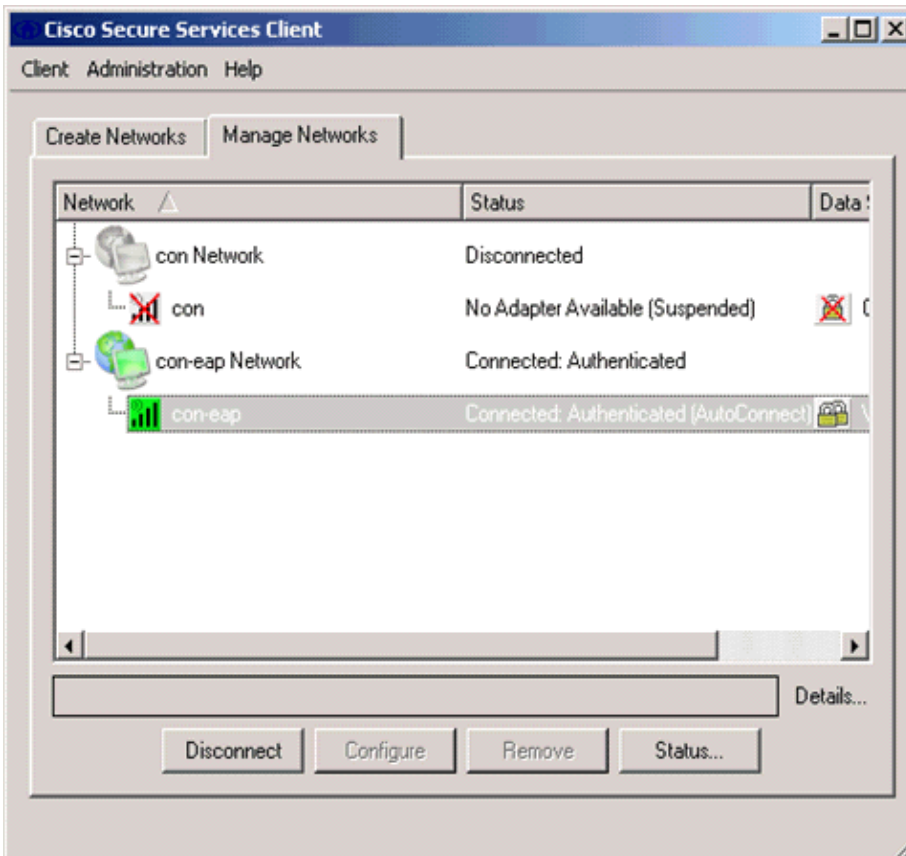 Cisco Secure Services Client
Client Administration Help
Create Networks Manage Networks
Network Status Data
con Network Disconnected
con No Adapter Available (Suspended)
con-eap Network Connected: Authenticated
con-eap Connected: Authenticated (AutoConnect)
Details...
Disconnect Configure Remove Status...